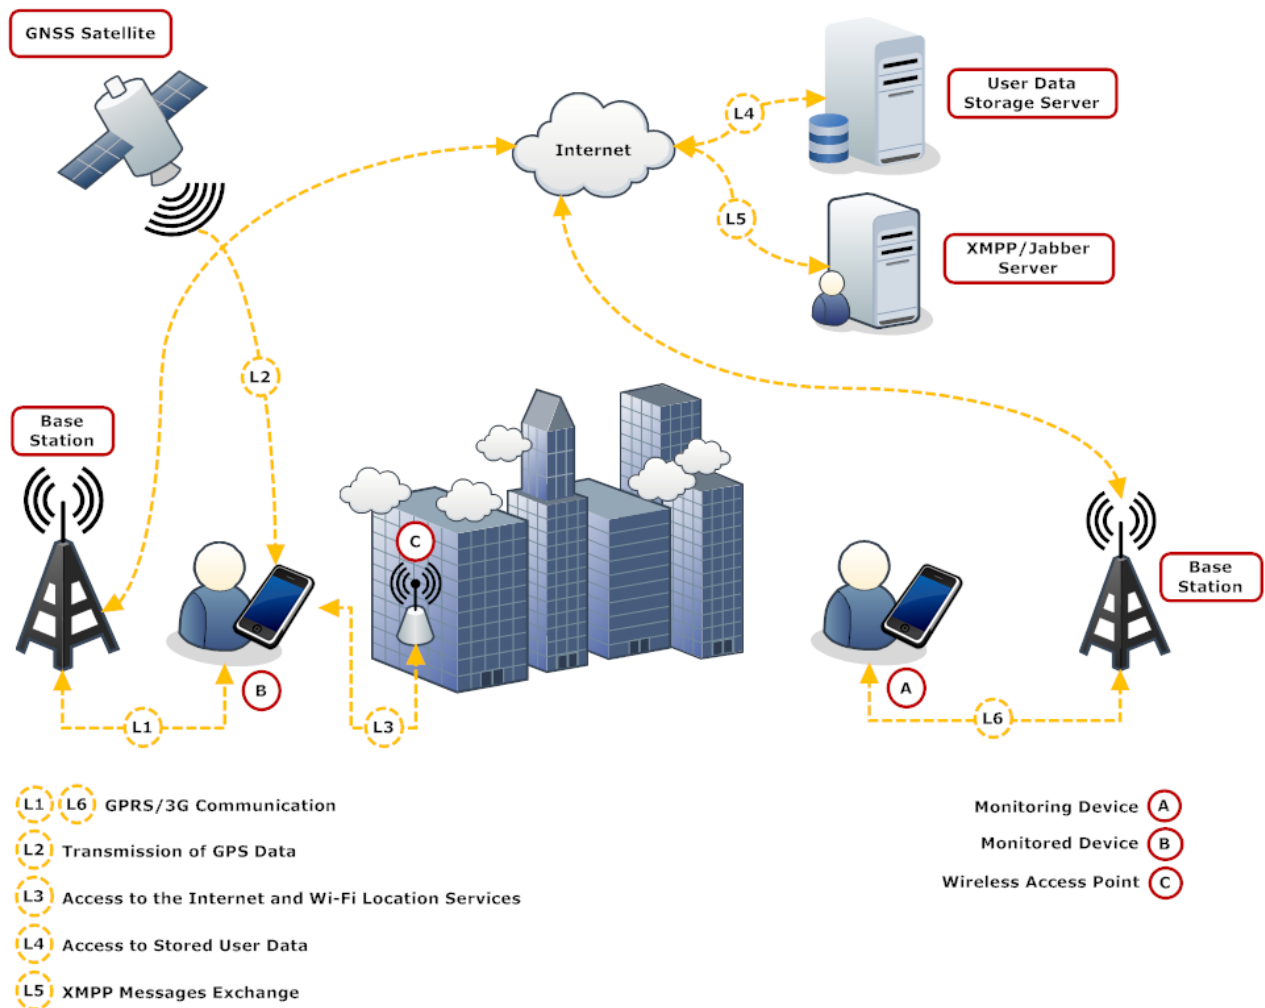 GNSS Satellite
User Data
Storage Server
L4
Internet
L5
XMPP/Jabber
Server
L2
Base
Station
C
Base
Station
B
A
L1
L3
L6
L1 L6 GPRS/3G Communication
L2 Transmission of GPS Data
L3 Access to the Internet and Wi-Fi Location Services
L4 Access to Stored User Data
L5 XMPP Messages Exchange
Monitoring Device A
Monitored Device B
Wireless Access Point C